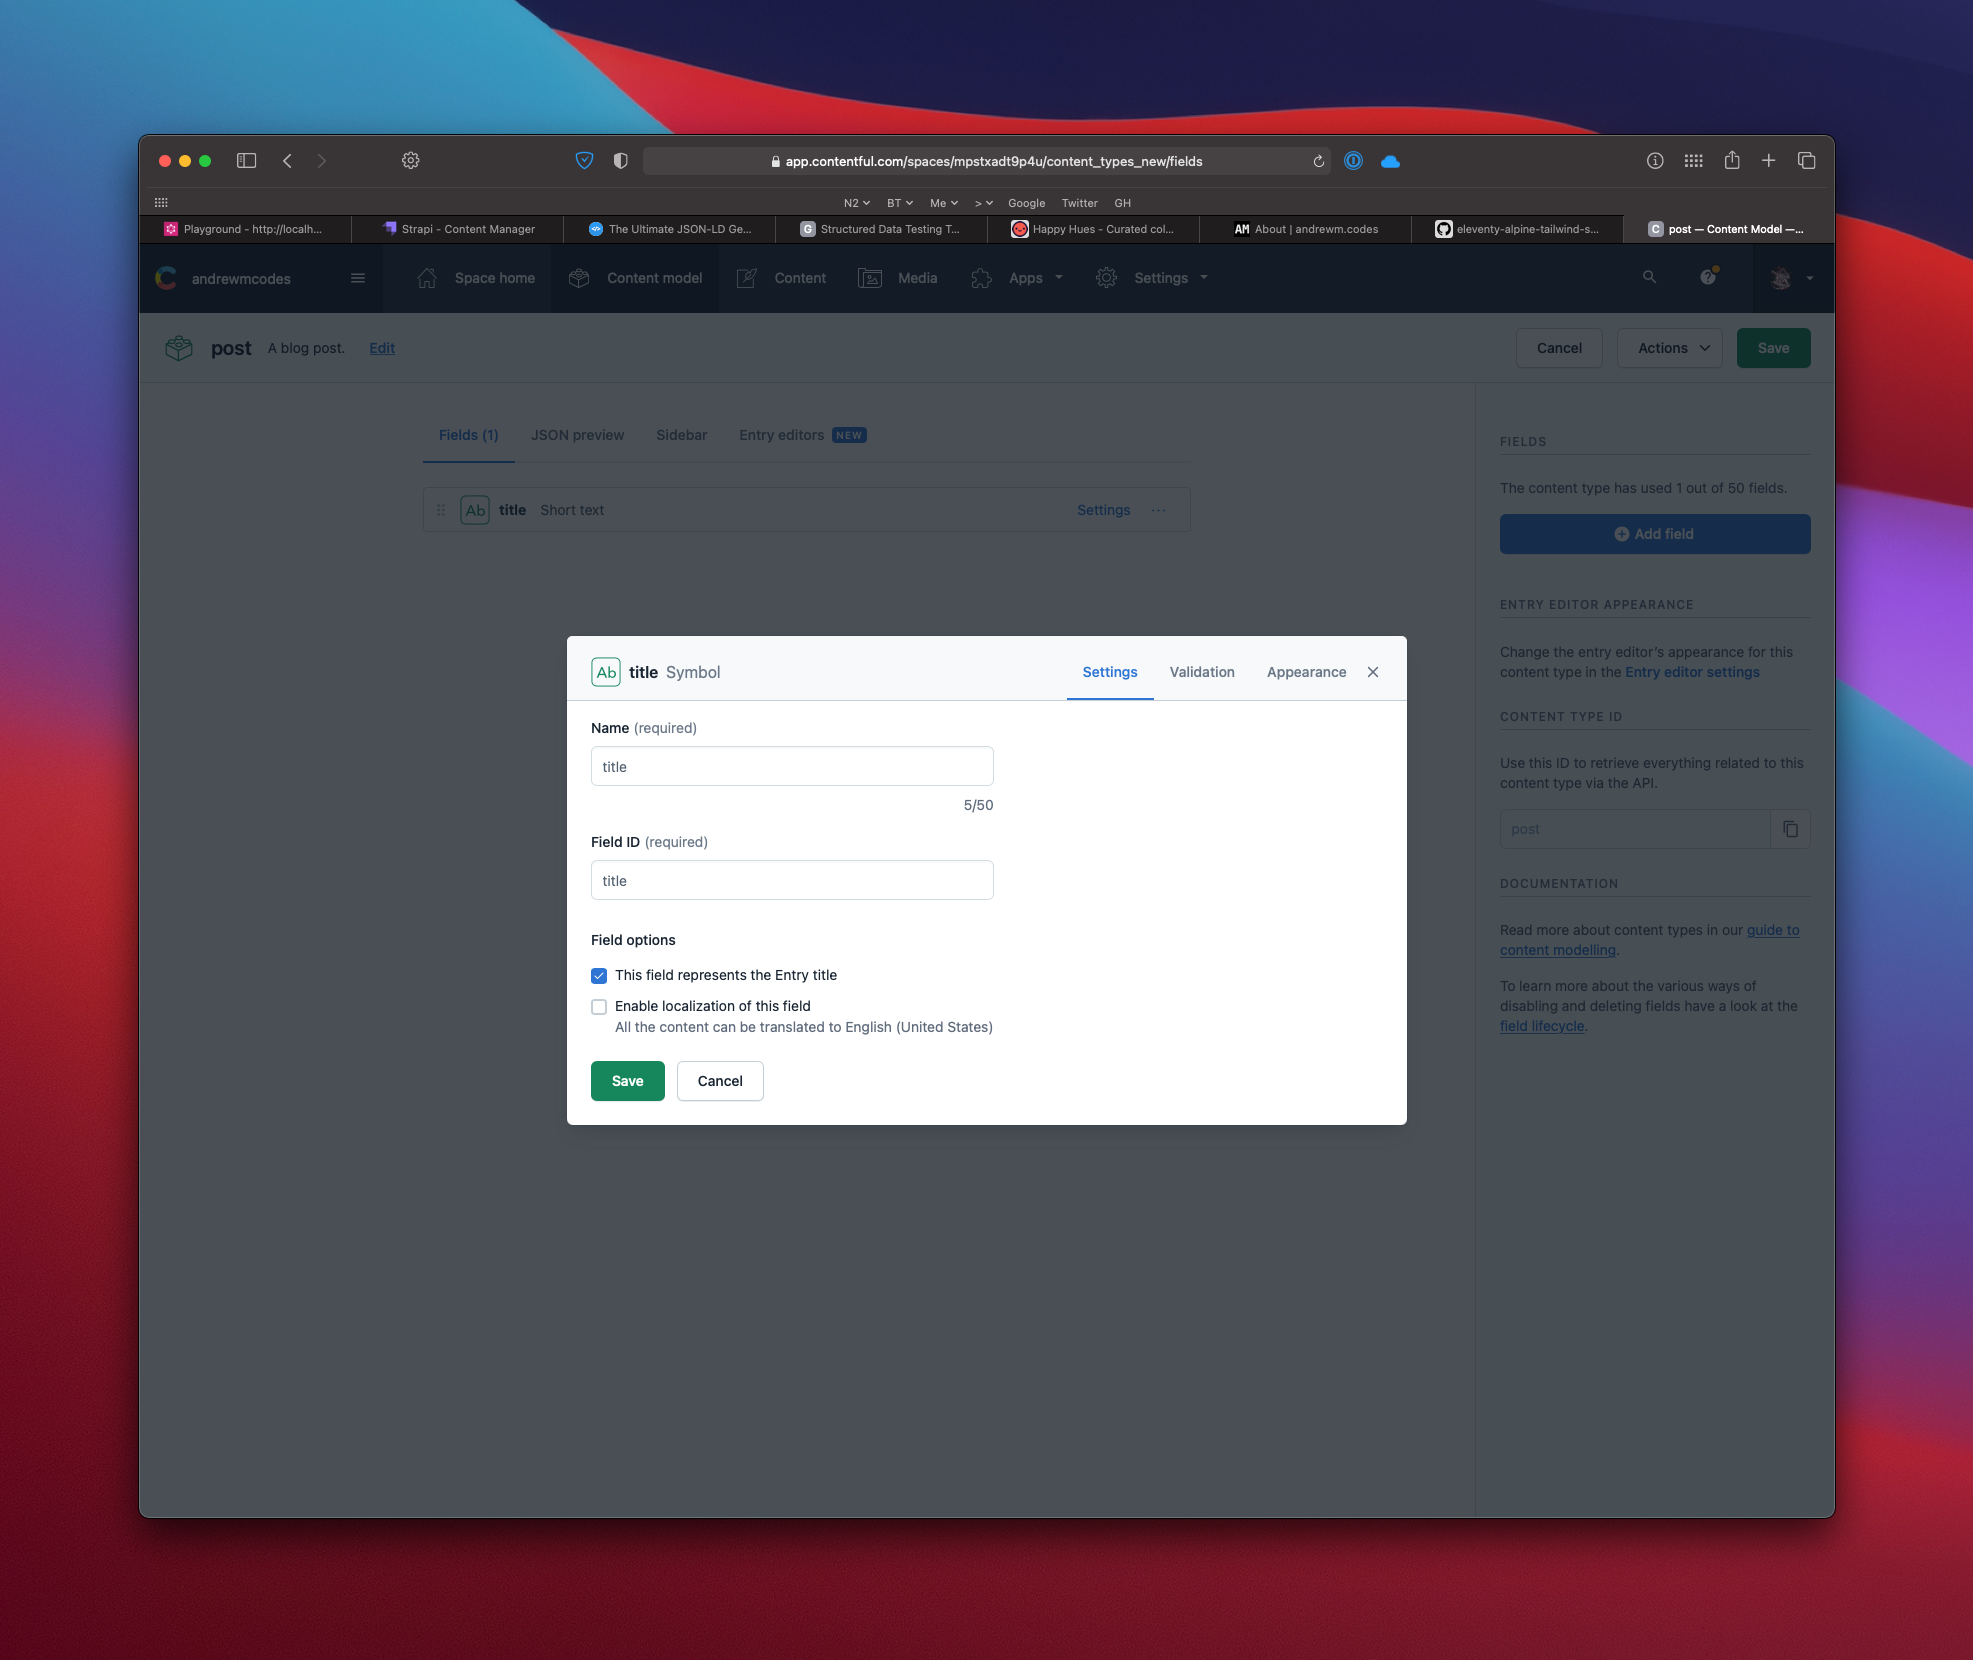 app.contentful.com/spaces/mpstxadt9p4u/content_types_new/fields
N2 BT Me > Google Twitter GH
Playground - http://localh... Strapi - Content Manager The Ultimate JSON-LD Ge... G Structured Data Testing T... Happy Hues - Curated col... AM About | andrewm.codes eleventy-alpine-tailwind-s... C post — Content Model —...
andrewmcodes Space home Content model Content Media Apps Settings
post A blog post. Edit Cancel Actions Save
Fields (1) JSON preview Sidebar Entry editors NEW
Ab title Short text Settings ...
FIELDS
The content type has used 1 out of 50 fields.
Add field
ENTRY EDITOR APPEARANCE
Change the entry editor's appearance for this
content type in the Entry editor settings
CONTENT TYPE ID
Use this ID to retrieve everything related to this
content type via the API.
post
DOCUMENTATION
Read more about content types in our guide to
content modelling.
To learn more about the various ways of
disabling and deleting fields have a look at the
field lifecycle.
Ab title Symbol Settings Validation Appearance
Name (required)
title
5/50
Field ID (required)
title
Field options
This field represents the Entry title
Enable localization of this field
All the content can be translated to English (United States)
Save Cancel